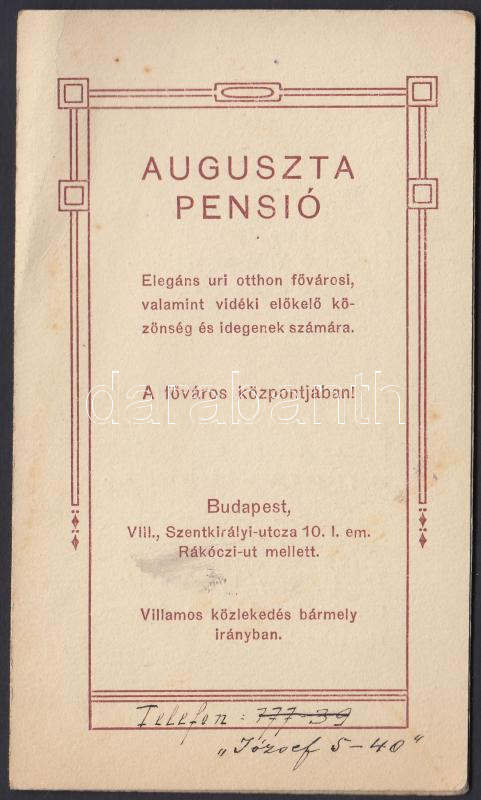 AUGUSZTA
PENSIÓ
Elegáns uri otthon fővárosi,
valamint vidéki előkelő kö-
zönség és idegenek számára.
A főváros központjában!
darabanth
Budapest,
VIII., Szentkirályi-utcza 10. I. em.
Rákóczi-ut mellett.
Villamos közlekedés bármely
irányban.
Telefon: 777-39
„József 5-40"